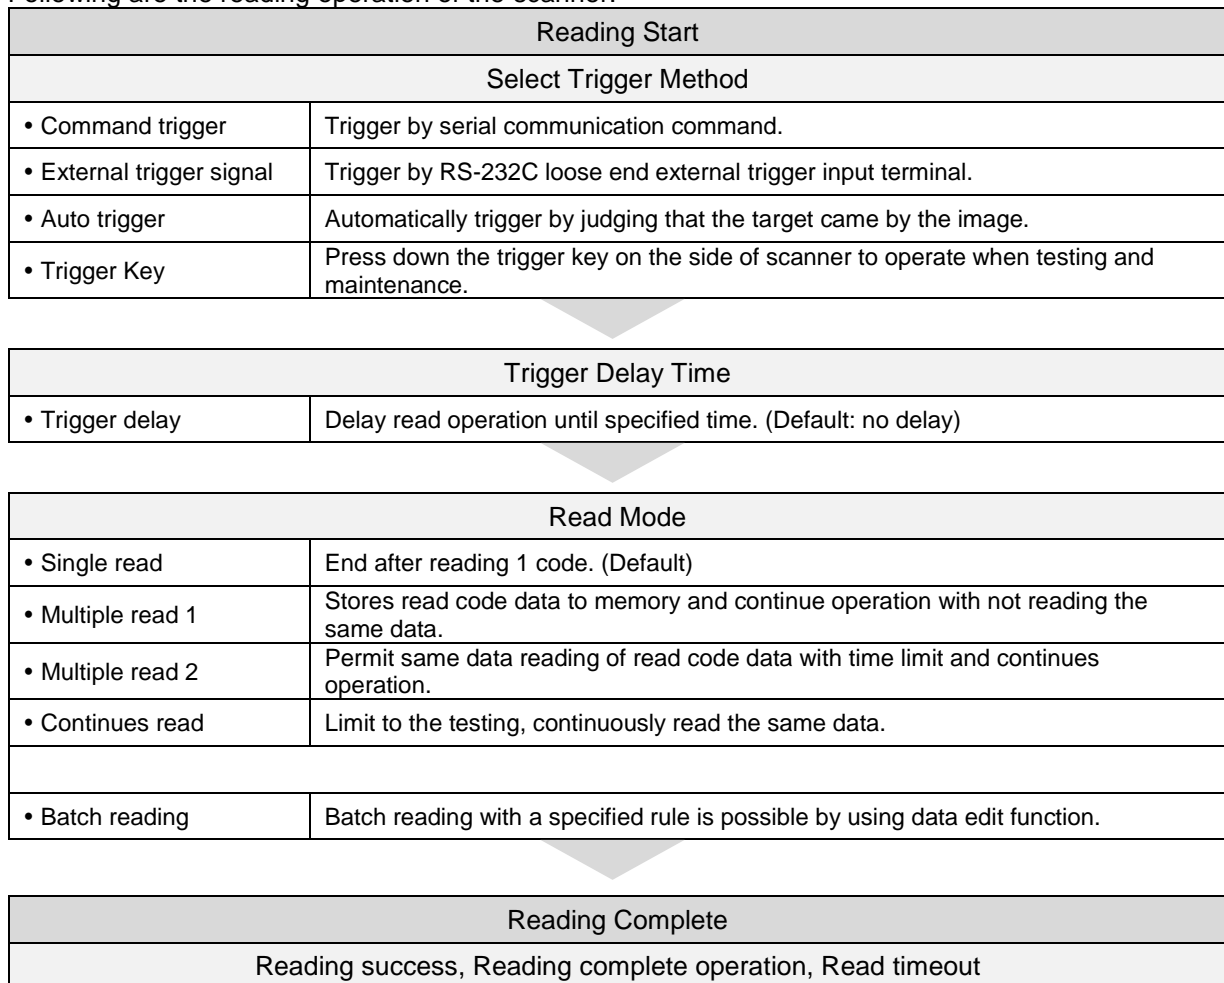 Following are the reading operation of the scanner.
Reading Start
Select Trigger Method
• Command trigger
Trigger by serial communication command.
• External trigger signal
Trigger by RS-232C loose end external trigger input terminal.
• Auto trigger
Automatically trigger by judging that the target came by the image.
• Trigger Key
Press down the trigger key on the side of scanner to operate when testing and
maintenance.
Trigger Delay Time
• Trigger delay
Delay read operation until specified time. (Default: no delay)
Read Mode
• Single read
End after reading 1 code. (Default)
• Multiple read 1
Stores read code data to memory and continue operation with not reading the
same data.
• Multiple read 2
Permit same data reading of read code data with time limit and continues
operation.
• Continues read
Limit to the testing, continuously read the same data.
• Batch reading
Batch reading with a specified rule is possible by using data edit function.
Reading Complete
Reading success, Reading complete operation, Read timeout